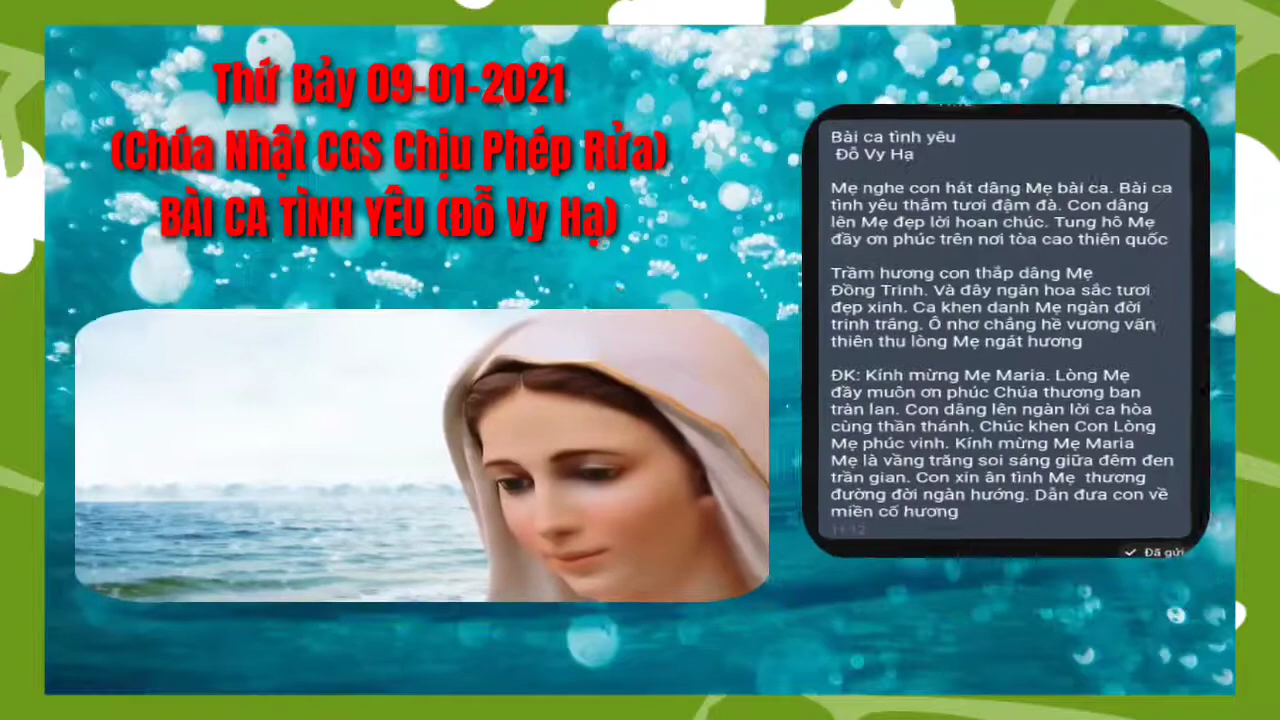 Thứ Bảy 09-01-2021
(Chúa Nhật CGS Chịu Phép Rửa)
BÀI CA TÌNH YÊU (Đỗ Vy Hạ)
Bài ca tình yêu
Đỗ Vy Hạ
Mẹ nghe con hát dâng Mẹ bài ca. Bài ca
tình yêu thắm tươi đậm đà. Con dâng
lên Mẹ đẹp lời hoan chúc. Tung hô Mẹ
đầy ơn phúc trên nơi tòa cao thiên quốc
Trầm hương con thắp dâng Mẹ
Đồng Trinh. Và đây ngàn hoa sắc tươi
đẹp xinh. Ca khen danh Mẹ ngàn đời
trinh trắng. Ô nhơ chẳng hề vương vấn
thiên thu lòng Mẹ ngát hương
ĐK: Kính mừng Mẹ Maria. Lòng Mẹ
đầy muôn ơn phúc Chúa thương ban
tràn lan. Con dâng lên ngàn lời ca hòa
cùng thần thánh. Chúc khen Con Lòng
Mẹ phúc vinh. Kính mừng Mẹ Maria
Mẹ là vầng trăng soi sáng giữa đêm đen
trần gian. Con xin ân tình Mẹ thương
đường đời ngàn hướng. Dẫn đưa con về
miền cố hương
11:12
Đã gửi